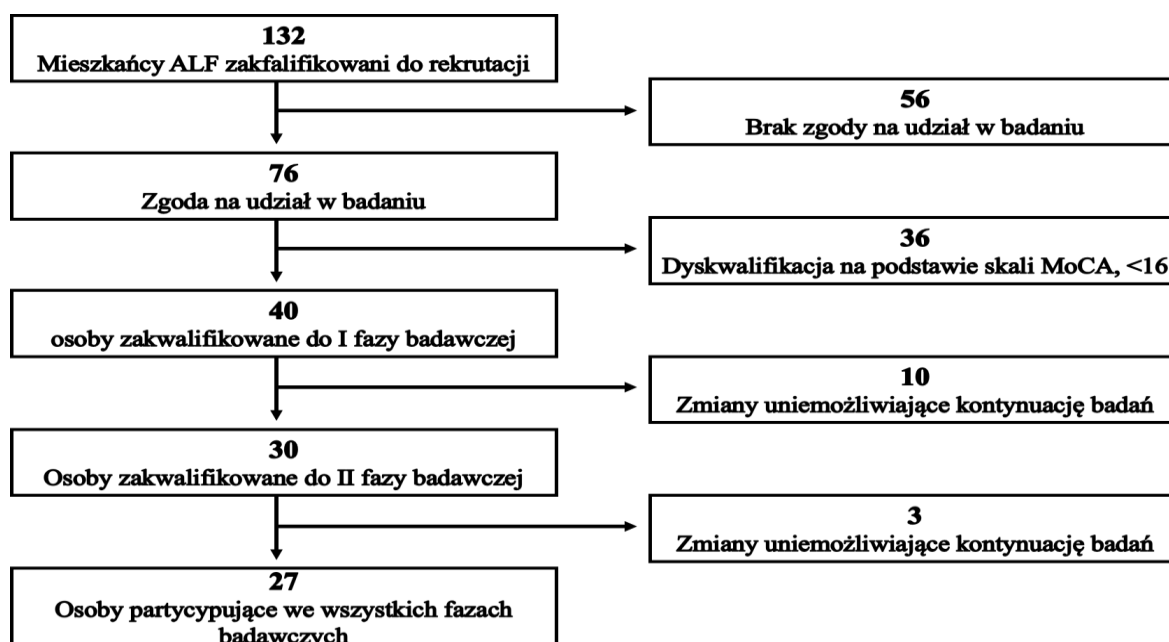 132
Mieszkańcy ALF zakfalifikowani do rekrutacji
56
Brak zgody na udział w badaniu
76
Zgoda na udział w badaniu
36
Dyskwalifikacja na podstawie skali MoCA, <16
40
osoby zakwalifikowane do I fazy badawczej
10
Zmiany uniemożliwiające kontynuację badań
30
Osoby zakwalifikowane do II fazy badawczej
3
Zmiany uniemożliwiające kontynuację badań
27
Osoby partycypujące we wszystkich fazach
badawczych